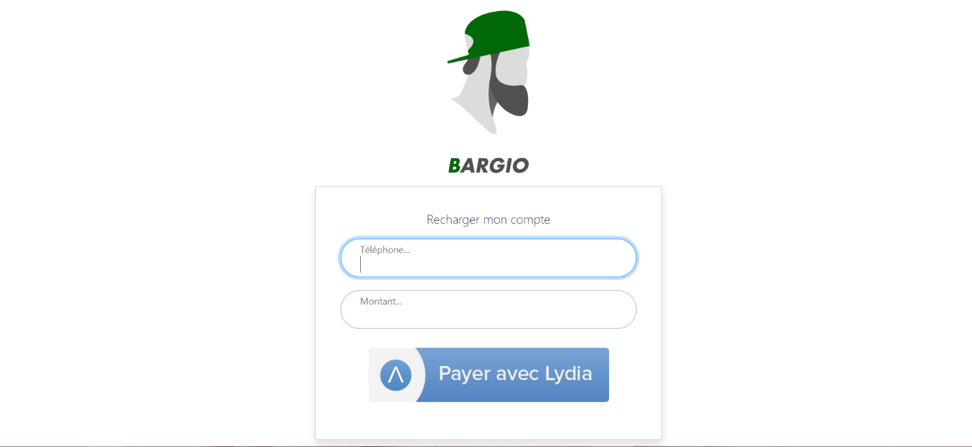 BARGIO
Recharger mon compte
Téléphone...
Montant...
Payer avec Lydia